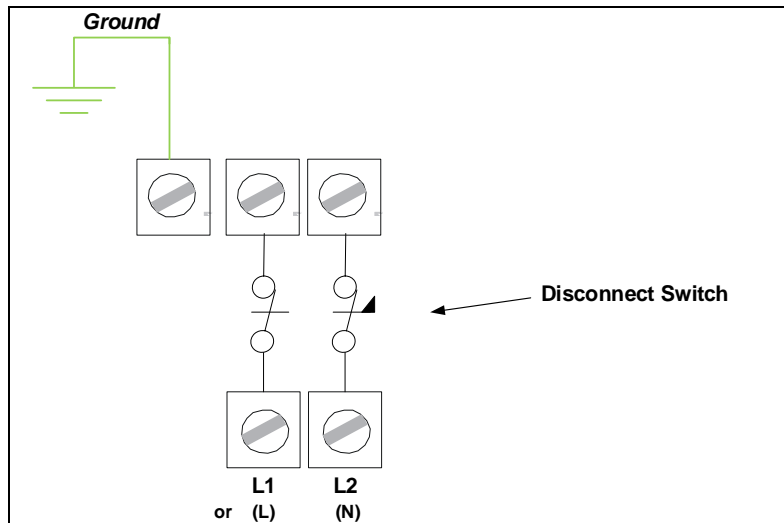 Ground
Disconnect Switch
L1 L2
or (L) (N)